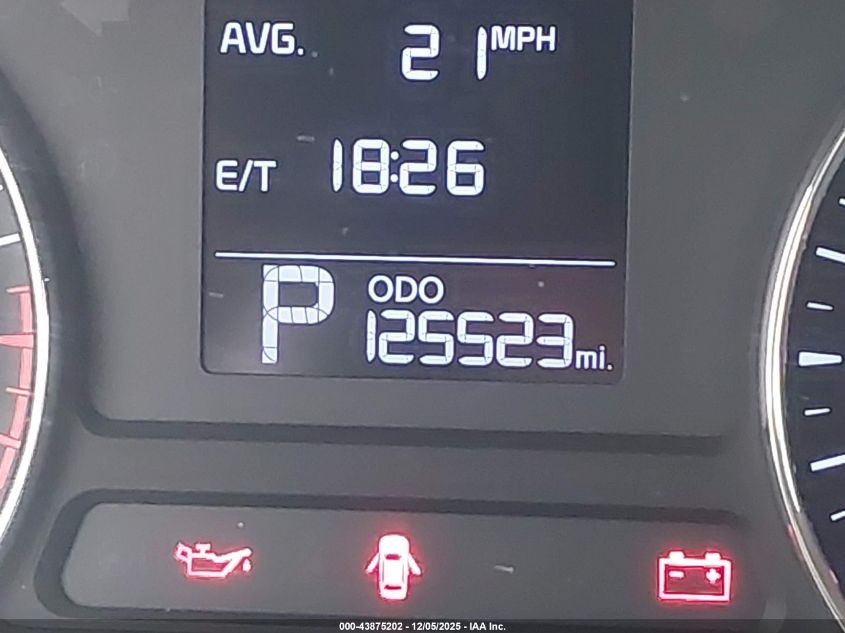 AVG. 21 MPH
E/T 18:26
P ODO
125523 mi.
000-43875202 - 12/05/2025 - IAA Inc.